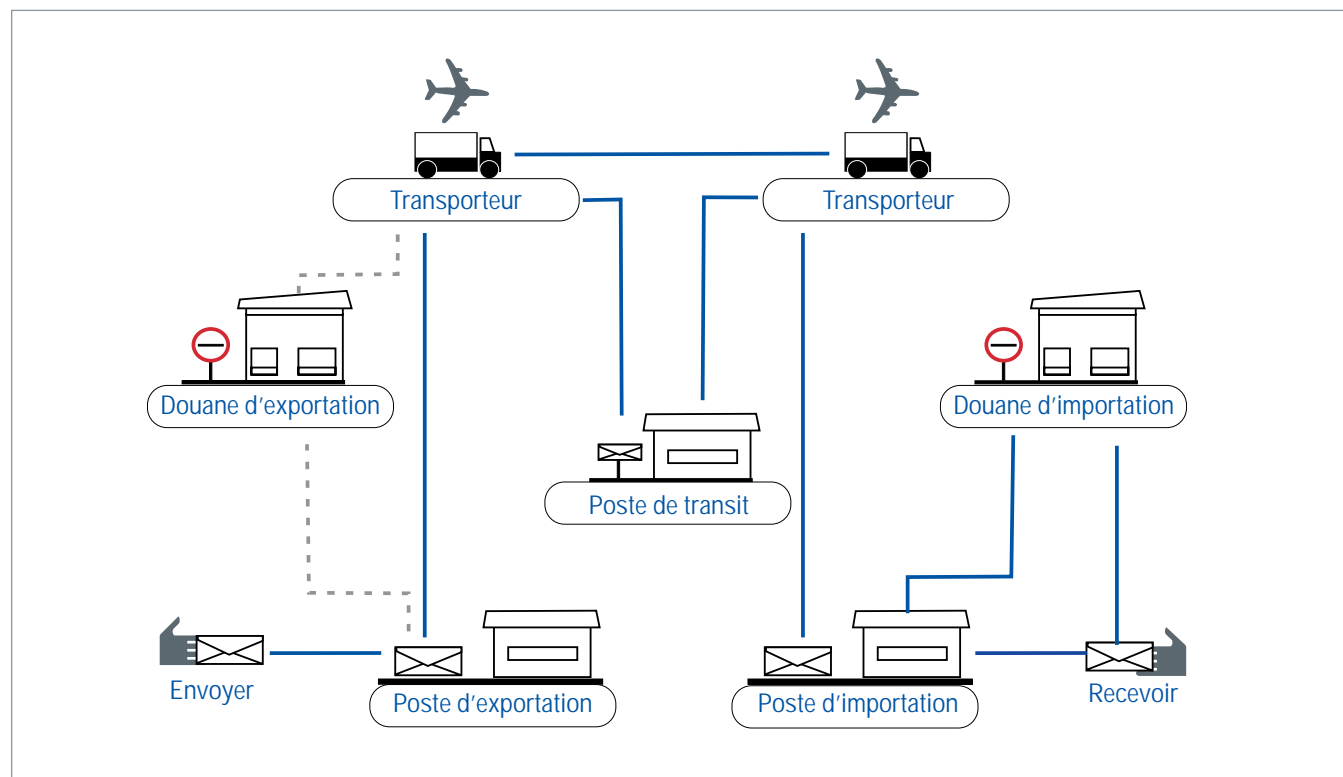 Transporteur
Transporteur
Douane d'exportation
Douane d'importation
Poste de transit
Envoyer
Poste d'exportation
Poste d'importation
Recevoir